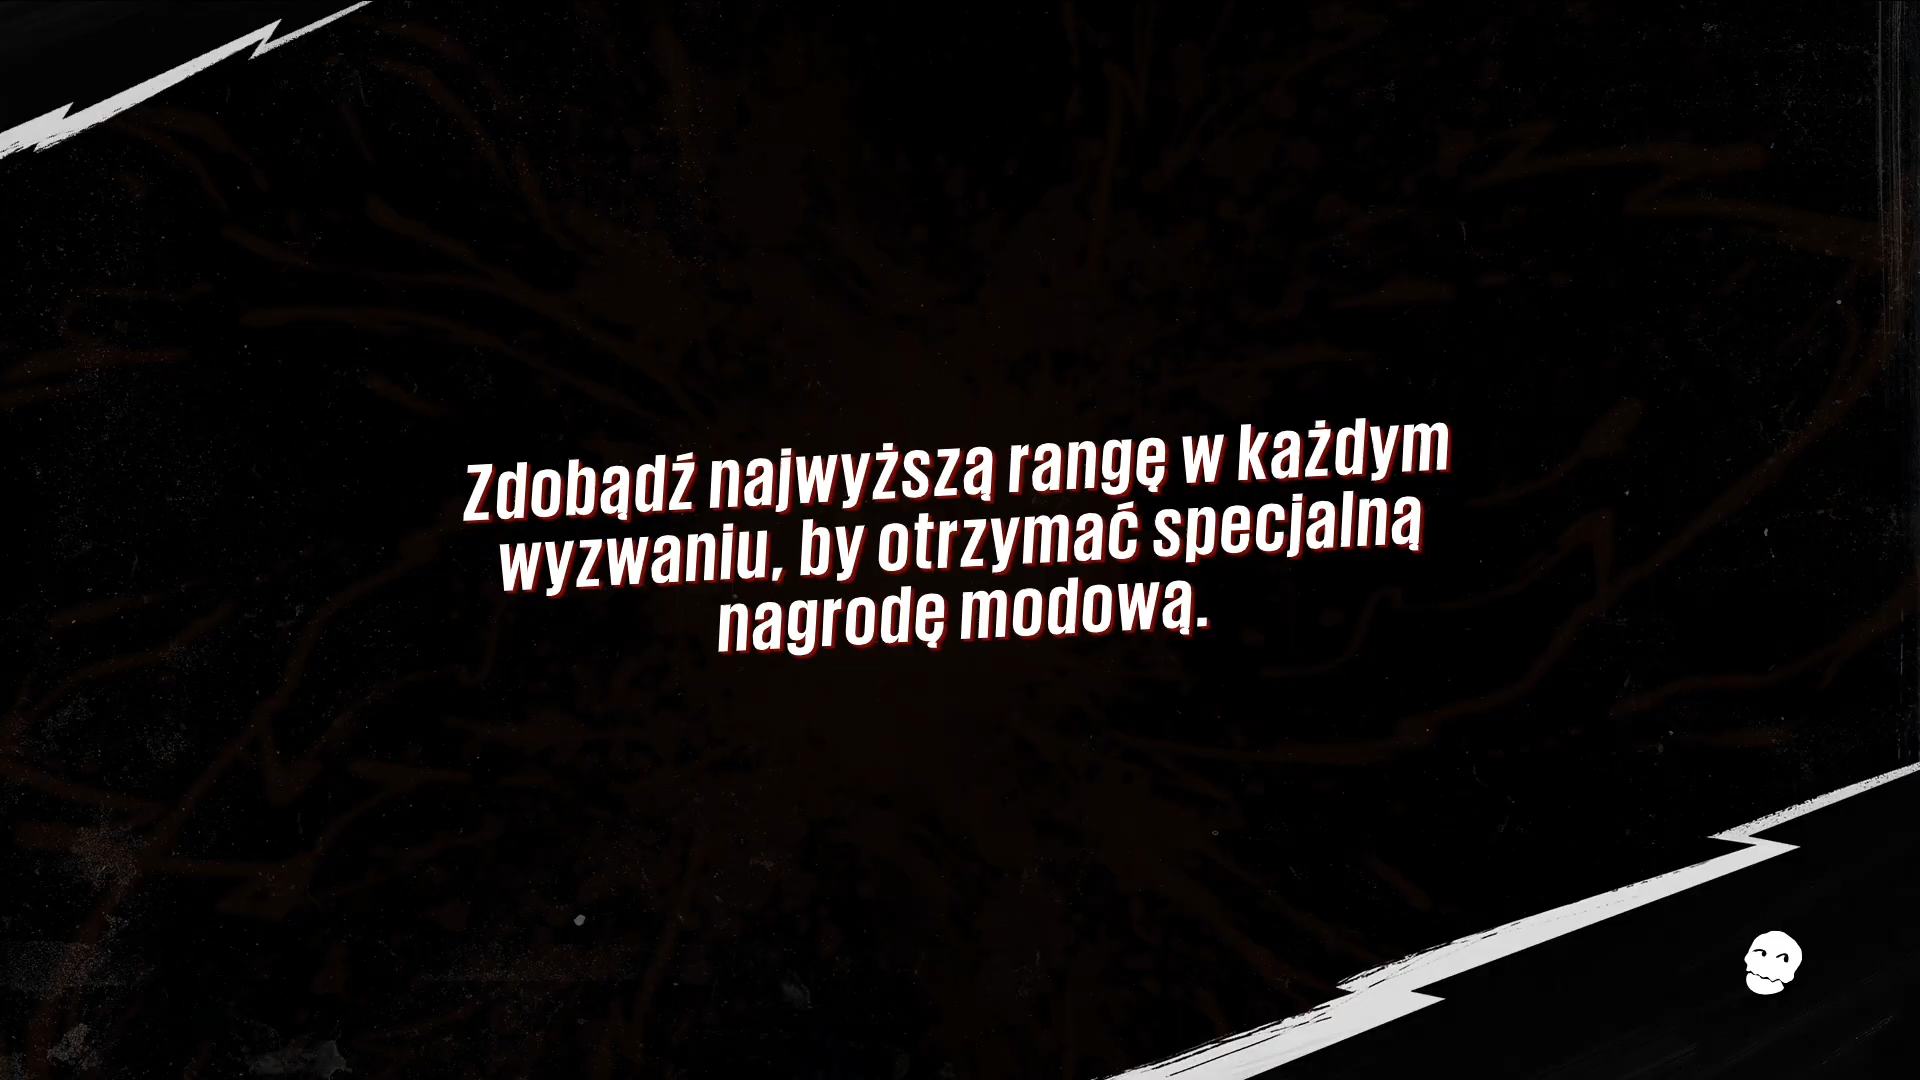 Zdobądź najwyższą rangę w każdym
wyzwaniu, by otrzymać specjalną
nagrodę modową.